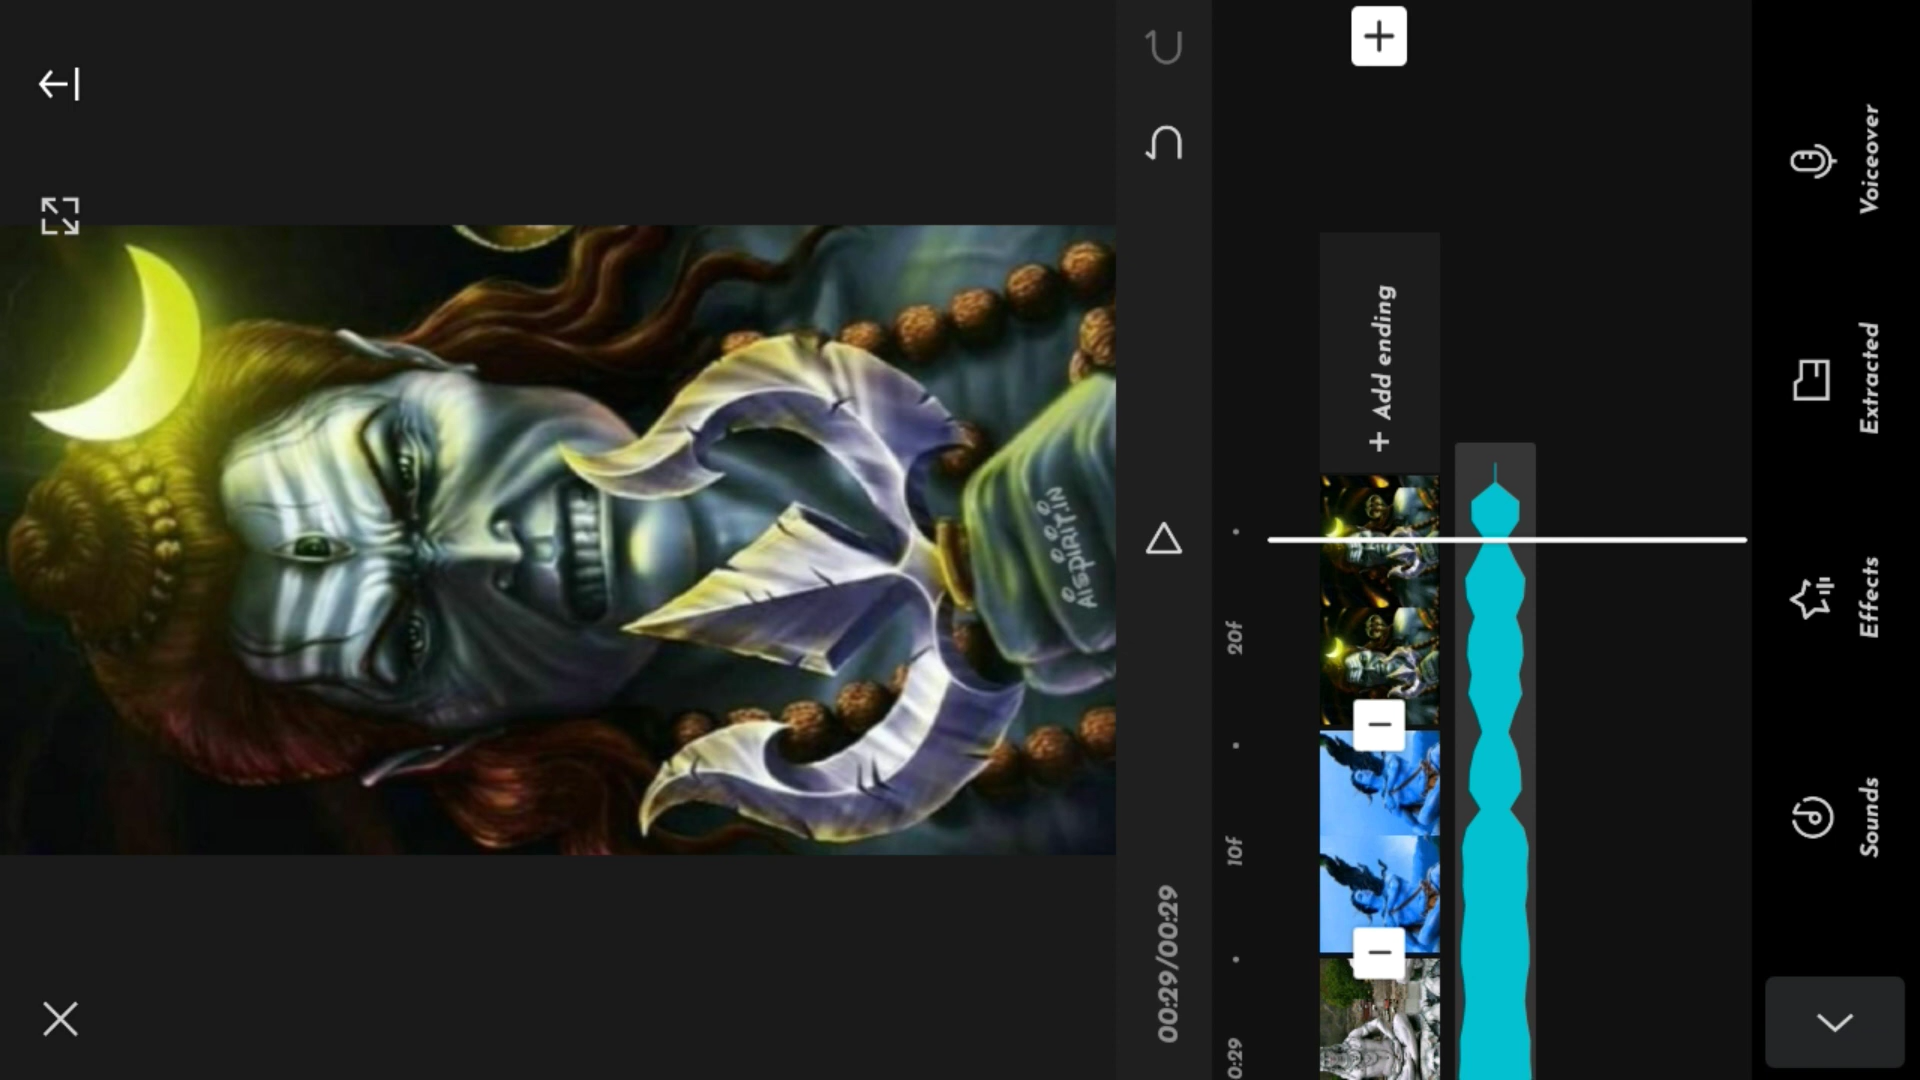 AISPIRIT.IN
00:29/00:29
0:29
10f
20f
+ Add ending
Sounds
Effects
Extracted
Voiceover